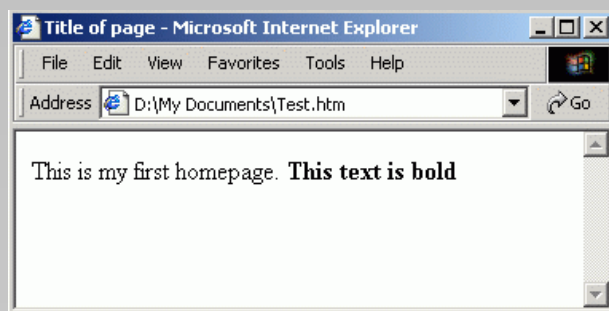 Title of page - Microsoft Internet Explorer
File Edit View Favorites Tools Help
Address D:\My Documents\Test.htm Go
This is my first homepage. This text is bold